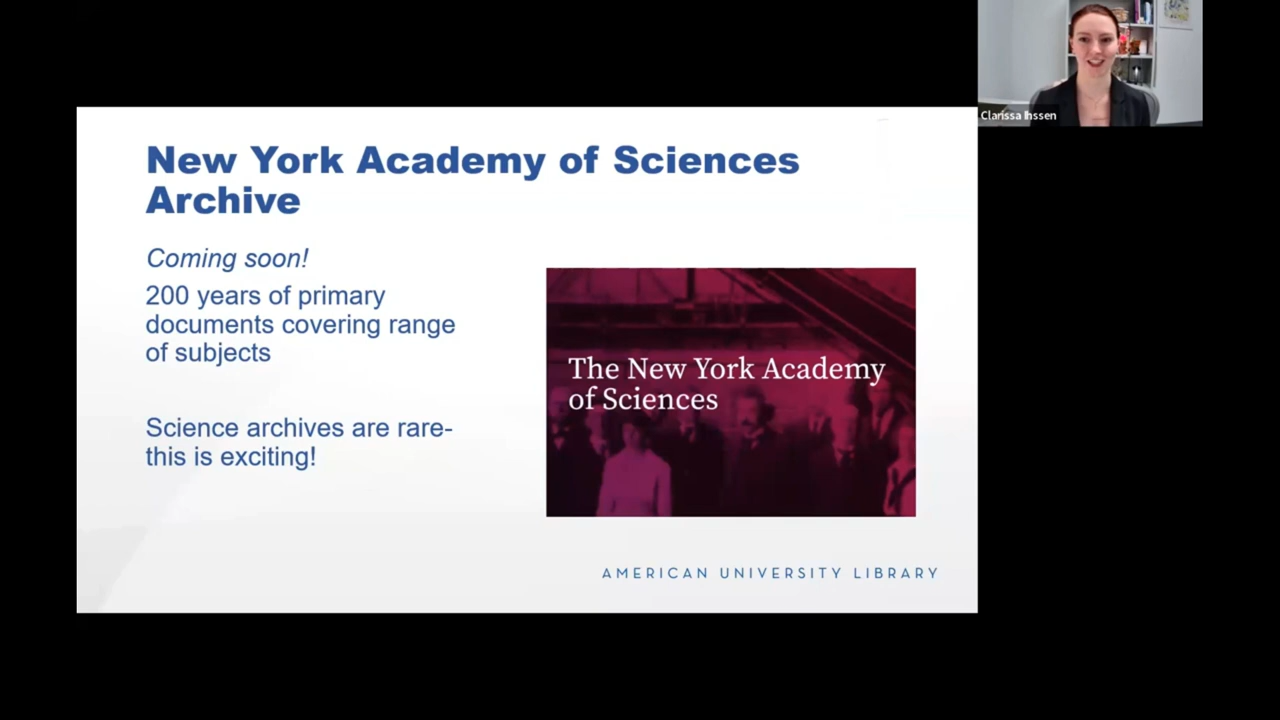 Clarissa Ihssen
New York Academy of Sciences
Archive
Coming soon!
200 years of primary
documents covering range
of subjects
Science archives are rare-
this is exciting!
The New York Academy
of Sciences
AMERICAN UNIVERSITY LIBRARY